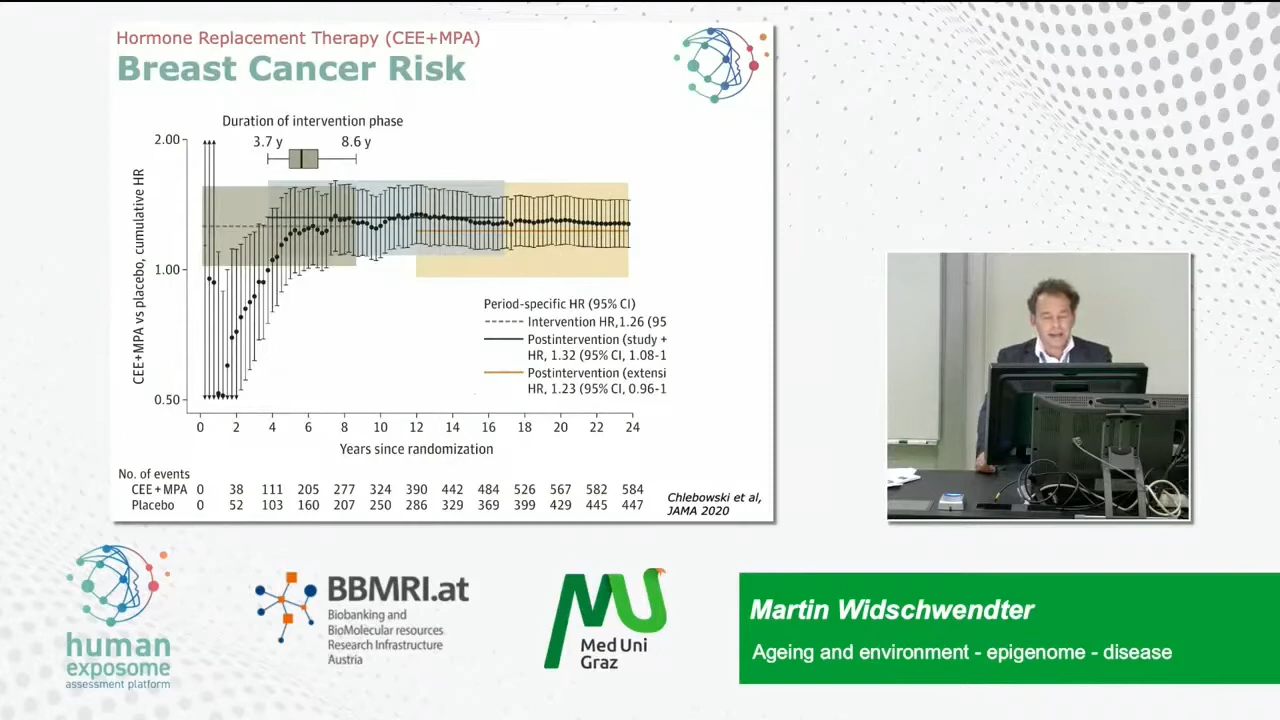 Hormone Replacement Therapy (CEE+MPA)
Breast Cancer Risk
Duration of intervention phase
3.7 y 8.6 y
2.00
1.00
0.50
CEE+MPA vs placebo, cumulative HR
Period-specific HR (95% CI)
Intervention HR,1.26 (95
Postintervention (study +
HR, 1.32 (95% CI, 1.08-1
Postintervention (extensi
HR, 1.23 (95% CI, 0.96-1
0 2 4 6 8 10 12 14 16 18 20 22 24
Years since randomization
No. of events
CEE+MPA 0 38 111 205 277 324 390 442 484 526 567 582 584
Placebo 0 52 103 160 207 250 286 329 369 399 429 445 447
Chlebowski et al,
JAMA 2020
human
exposome
assessment platform
BBMRI.at
Biobanking and
BioMolecular resources
Research Infrastructure
Austria
Med Uni
Graz
Martin Widschwendter
Ageing and environment - epigenome - disease